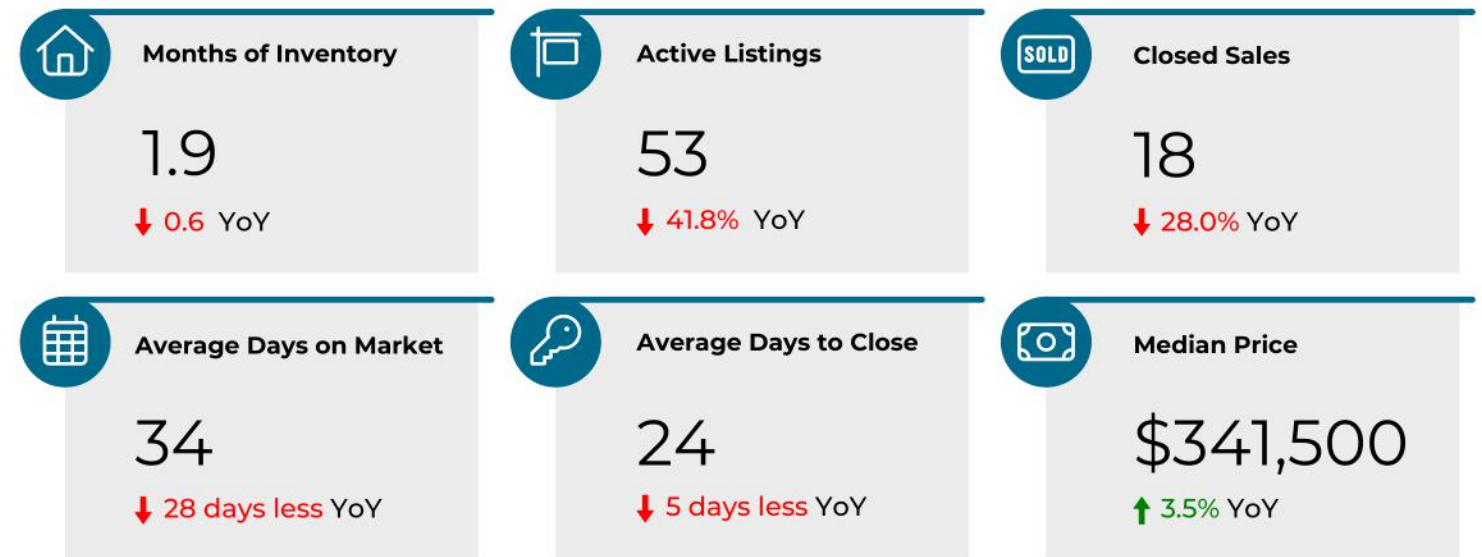 Months of Inventory
1.9
↓ 0.6 YoY
Active Listings
53
↓ 41.8% YoY
SOLD
Closed Sales
18
↓ 28.0% YoY
Average Days on Market
34
↓ 28 days less YoY
Average Days to Close
24
↓ 5 days less YoY
Median Price
$341,500
↑ 3.5% YoY